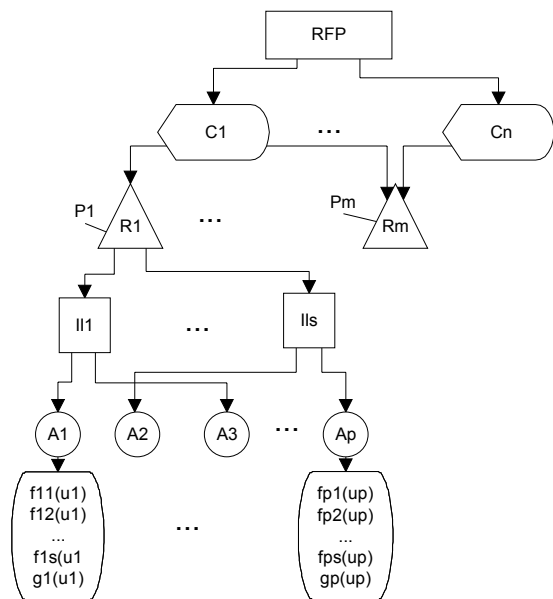 RFP
C1
...
Cn
P1
R1
...
Pm
Rm
Il1
...
Ils
A1
A2
A3
...
Ap
f11(u1)
f12(u1)
...
f1s(u1
g1(u1)
...
fp1(up)
fp2(up)
...
fps(up)
gp(up)